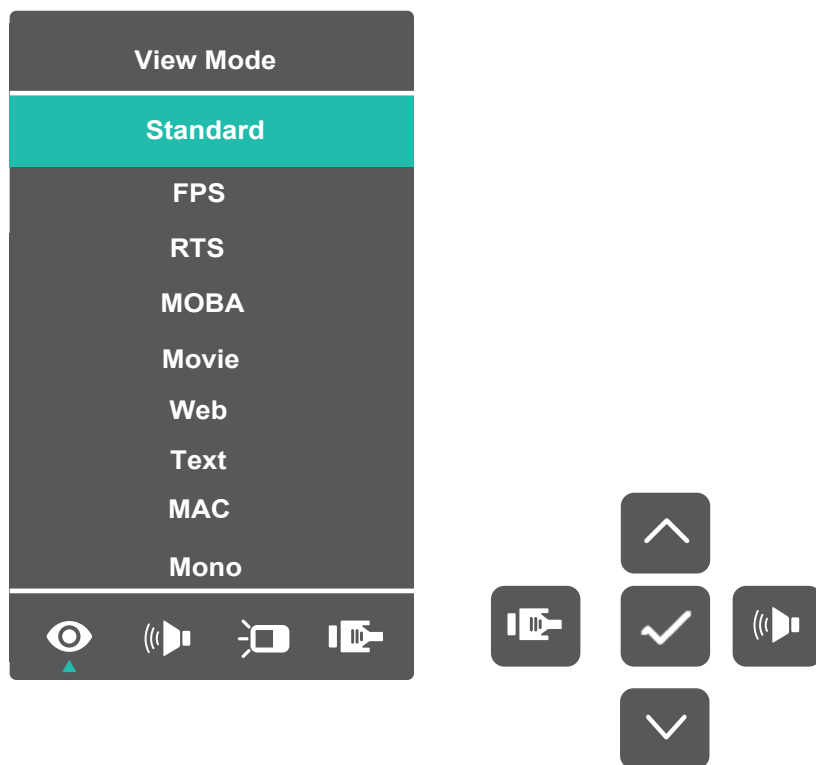 View Mode
Standard
FPS
RTS
MOBA
Movie
Web
Text
MAC
Mono